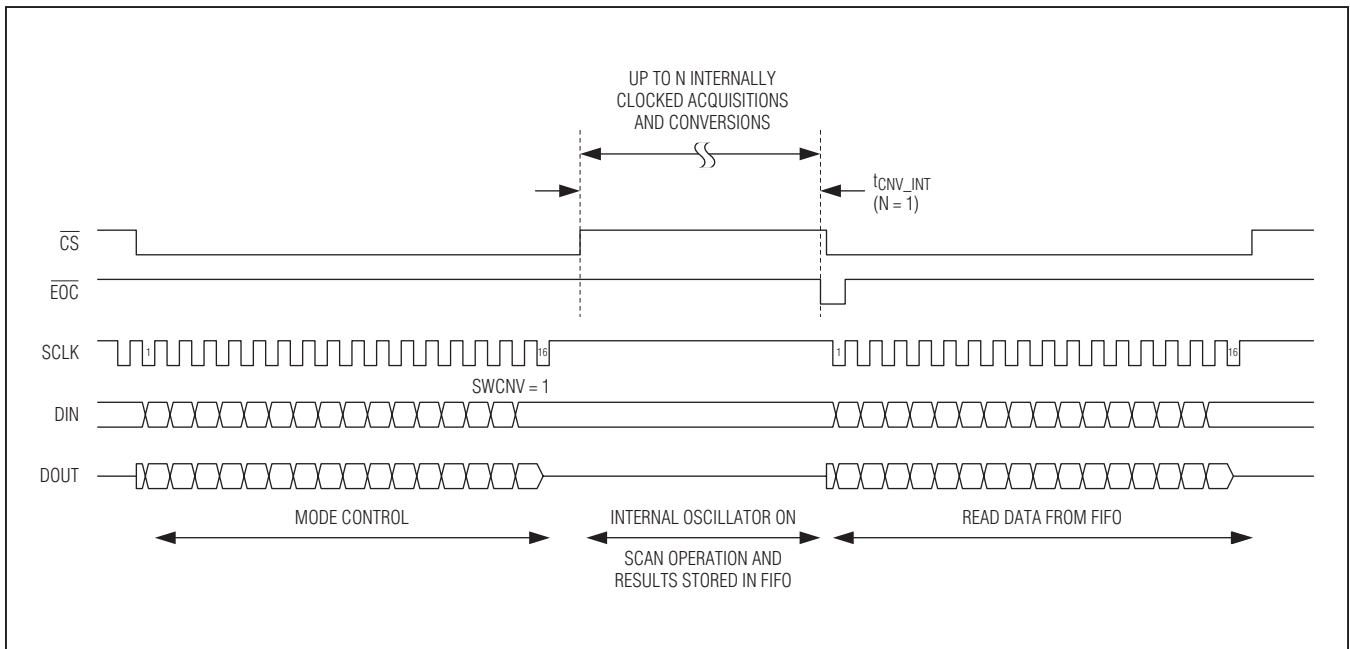 UP TO N INTERNALLY
CLOCKED ACQUISITIONS
AND CONVERSIONS
tCNV_INT
(N = 1)
CS
EOC
SCLK
1
16
1
16
SWCNV = 1
DIN
DOUT
MODE CONTROL
INTERNAL OSCILLATOR ON
READ DATA FROM FIFO
SCAN OPERATION AND
RESULTS STORED IN FIFO